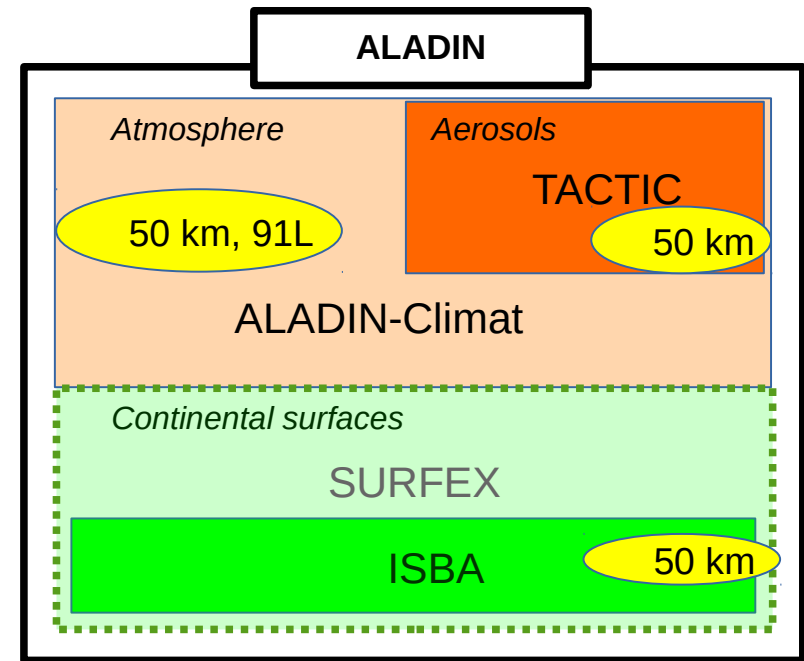 ALADIN
Atmosphere
Aerosols
TACTIC
50 km, 91L
50 km
ALADIN-Climat
Continental surfaces
SURFEX
ISBA
50 km